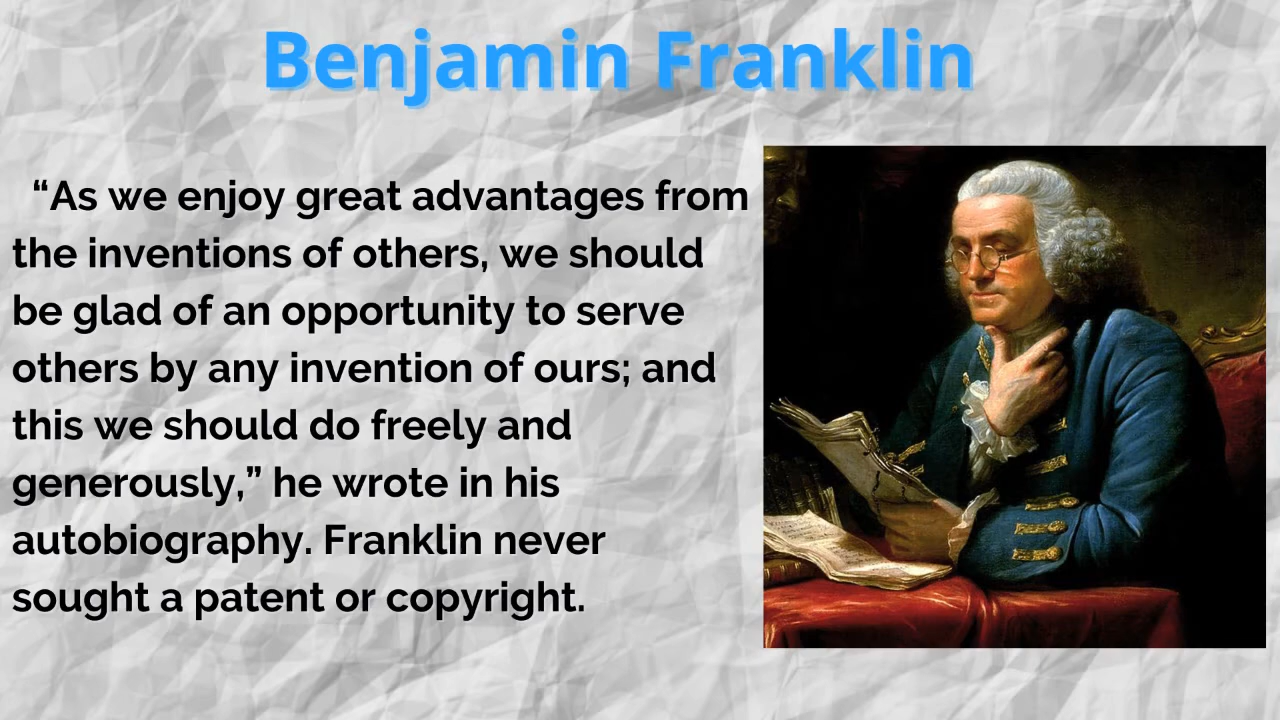 Benjamin Franklin
“As we enjoy great advantages from
the inventions of others, we should
be glad of an opportunity to serve
others by any invention of ours; and
this we should do freely and
generously,” he wrote in his
autobiography. Franklin never
sought a patent or copyright.